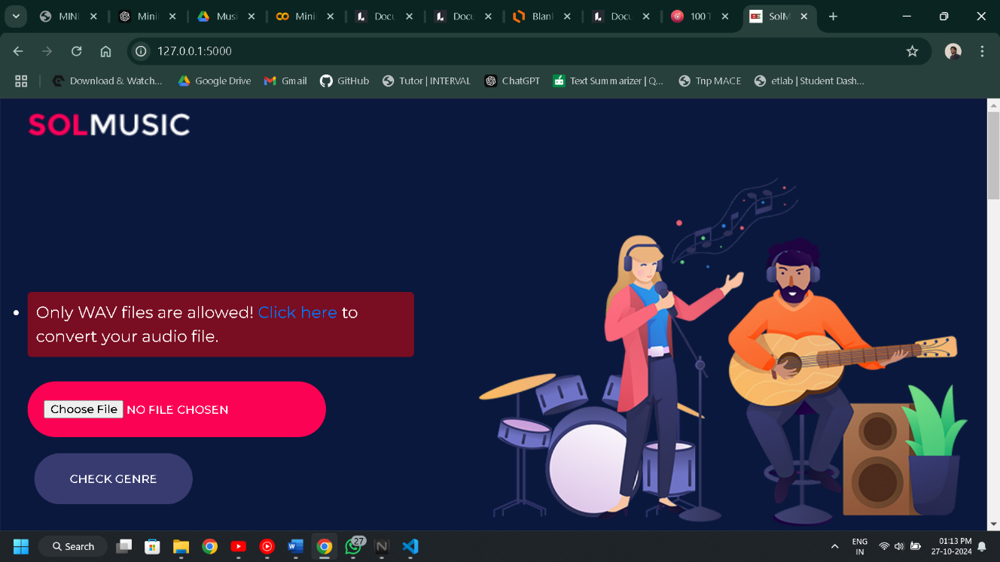 MINI
Mini
Musi
Mini
Docu
Docu
Blan
Docu
100 T
SolM
127.0.0.1:5000
Download & Watch...
Google Drive
Gmail
GitHub
Tutor | INTERVAL
ChatGPT
Text Summarizer | Q...
Tnp MACE
etlab | Student Dash...
SOLMUSIC
Only WAV files are allowed! Click here to
convert your audio file.
Choose File NO FILE CHOSEN
CHECK GENRE
Search
27
ENG
IN
01:13 PM
27-10-2024